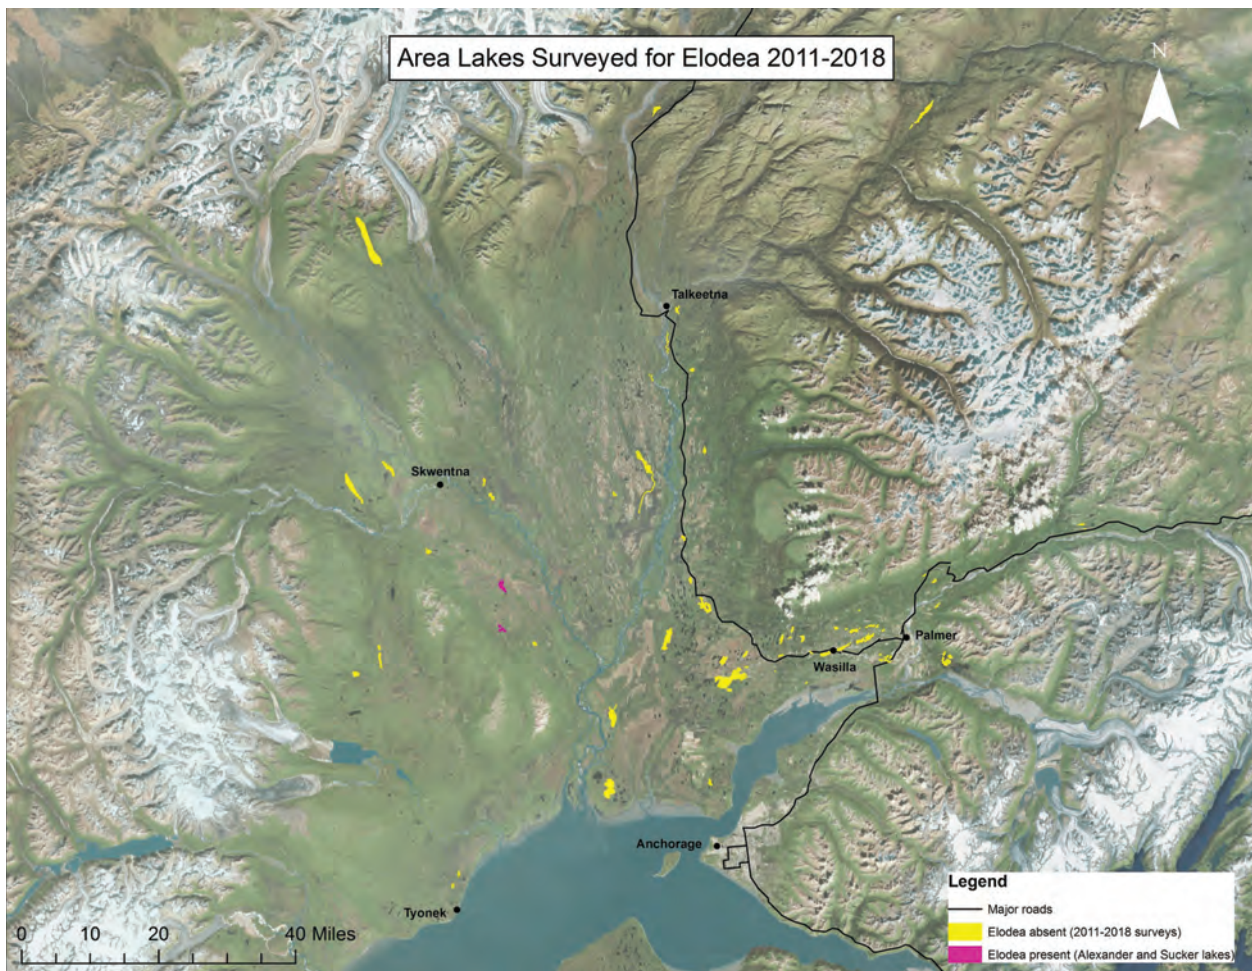 Area Lakes Surveyed for Elodea 2011-2018
N
Talkeetna
Skwentna
Palmer
Wasilla
Anchorage
Tyonek
0 10 20 40 Miles
Legend
Major roads
Elodea absent (2011-2018 surveys)
Elodea present (Alexander and Sucker lakes)